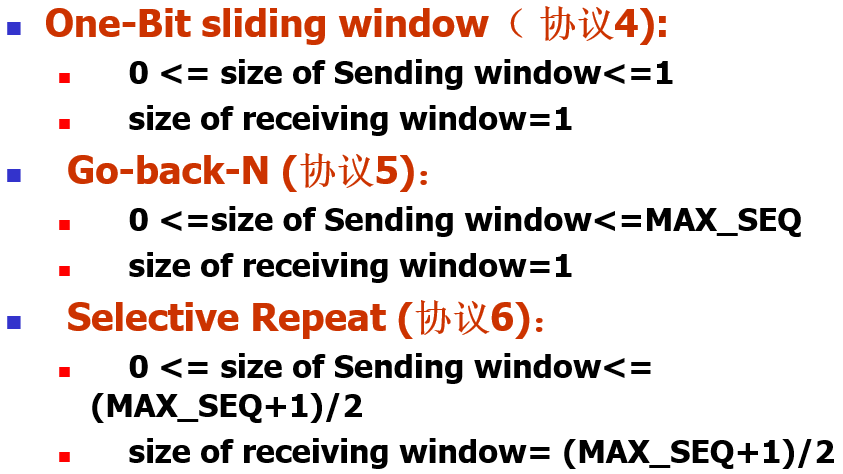 One-Bit sliding window（ 协议4):
0 <= size of Sending window<=1
size of receiving window=1
Go-back-N (协议5)：
0 <=size of Sending window<=MAX_SEQ
size of receiving window=1
Selective Repeat (协议6)：
0 <= size of Sending window<=
(MAX_SEQ+1)/2
size of receiving window= (MAX_SEQ+1)/2